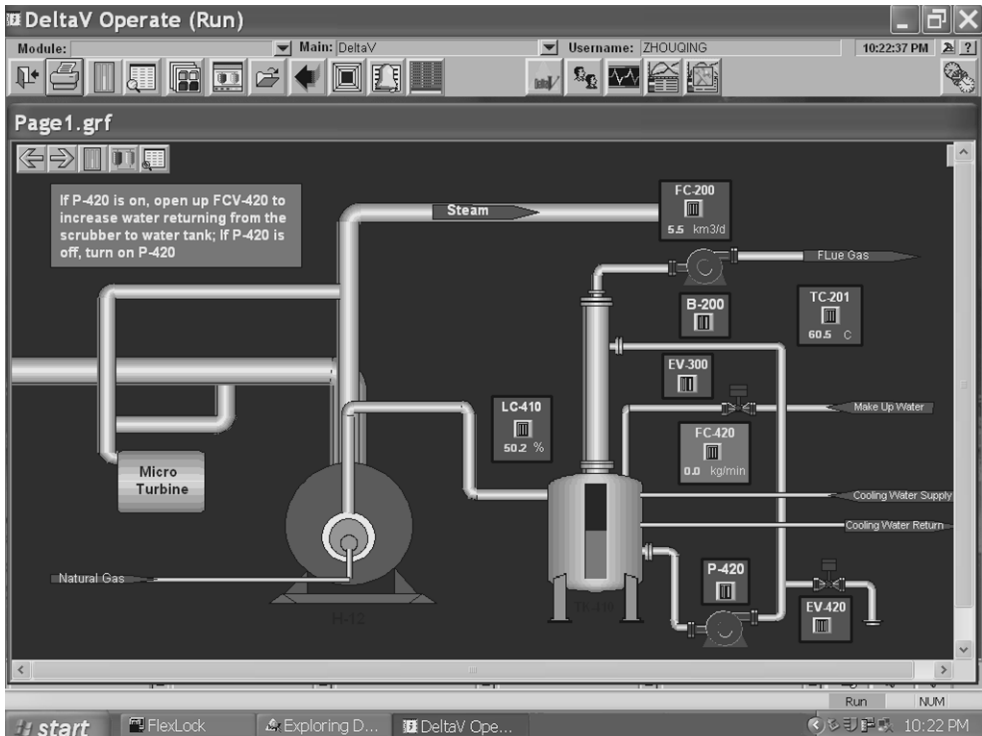 DeltaV Operate (Run)
Module: Main: DeltaV Username: ZHOUQING 10:22:37 PM
Page1.grf
If P-420 is on, open up FCV-420 to
increase water returning from the
scrubber to water tank; If P-420 is
off, turn on P-420
Steam
FC-200
5.5 km3/d
FLue Gas
B-200
TC-201
60.5 C
EV-300
LC-410
50.2 %
Make Up Water
FC-420
0.0 kg/min
Micro
Turbine
Cooling Water Supply
Cooling Water Return
Natural Gas
P-420
EV-420
TK-410
H-12
Run NUM
start FlexLock Exploring D... DeltaV Ope... 10:22 PM